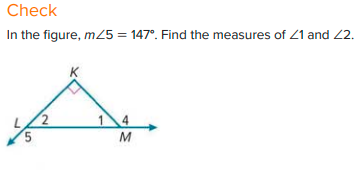 Check
In the figure, m∠5 = 147°. Find the measures of ∠1 and ∠2.
K
L 2 1 4
5 M